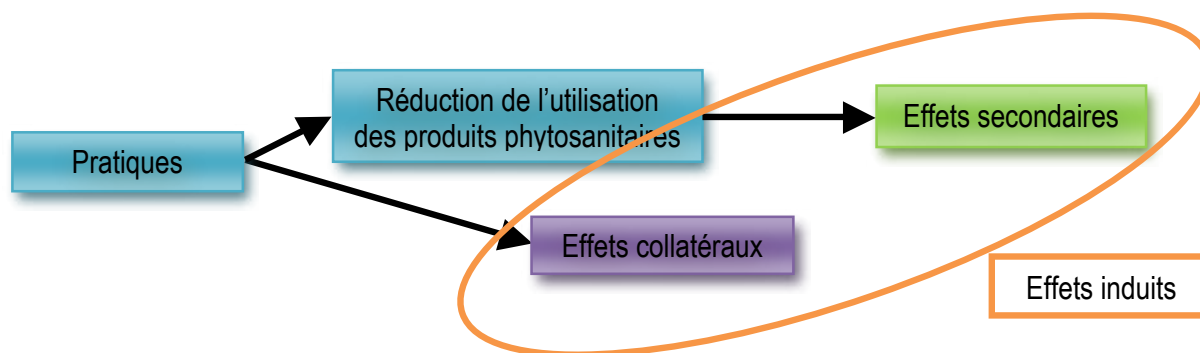 Réduction de l’utilisation
des produits phytosanitaires
Effets secondaires
Pratiques
Effets collatéraux
Effets induits